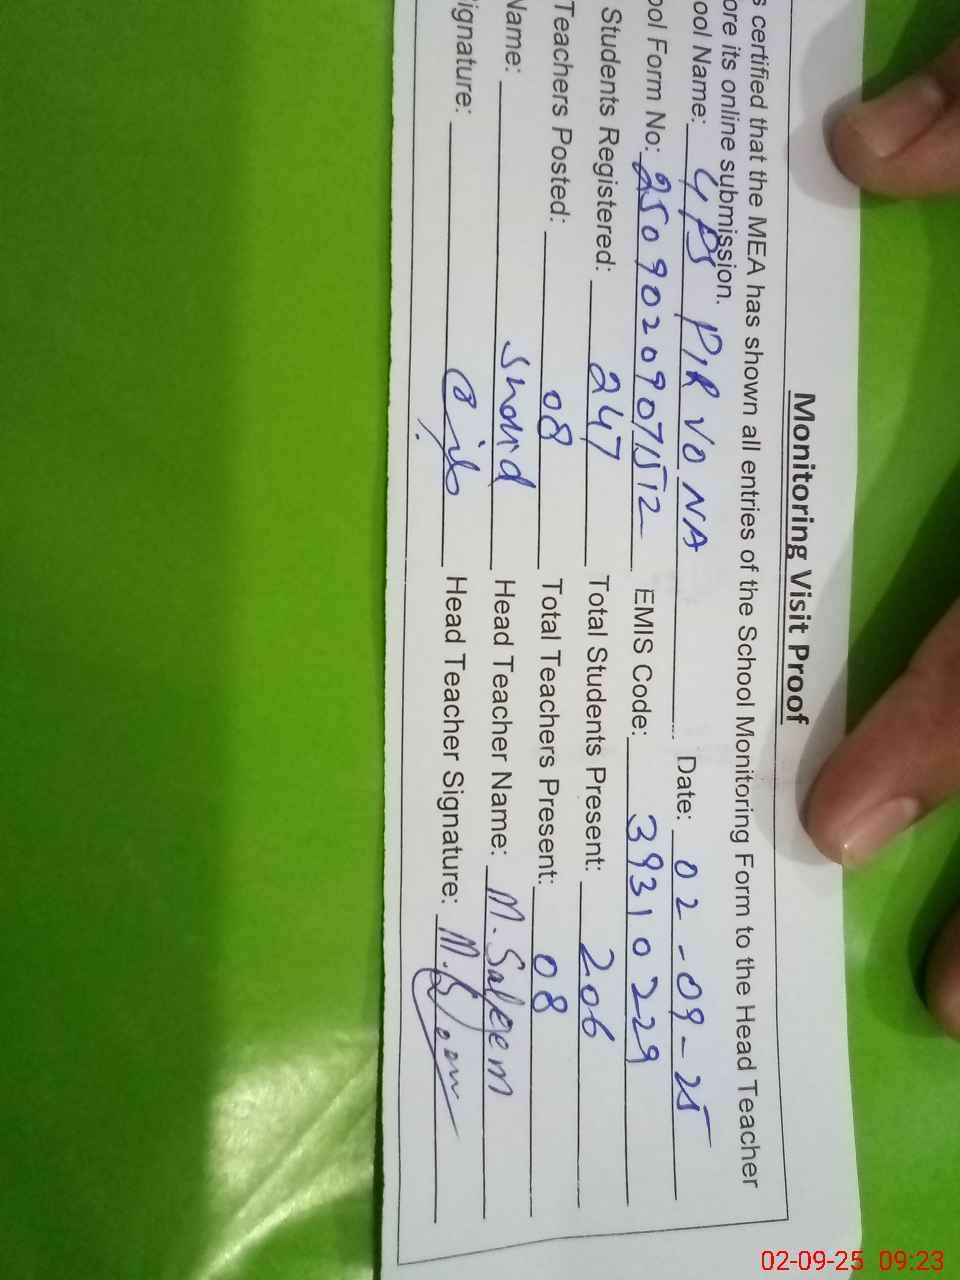 Monitoring Visit Proof
s certified that the MEA has shown all entries of the School Monitoring Form to the Head Teacher
ore its online submission.
ool Name: GPS PIR VO NA Date: 02-09-25
ool Form No: 25090209071512 EMIS Code: 39310229
Students Registered: 247 Total Students Present: 206
Teachers Posted: 08 Total Teachers Present: 08
Name: Shahid Head Teacher Name: M. Saleem
ignature: Head Teacher Signature:
02-09-25 09:23